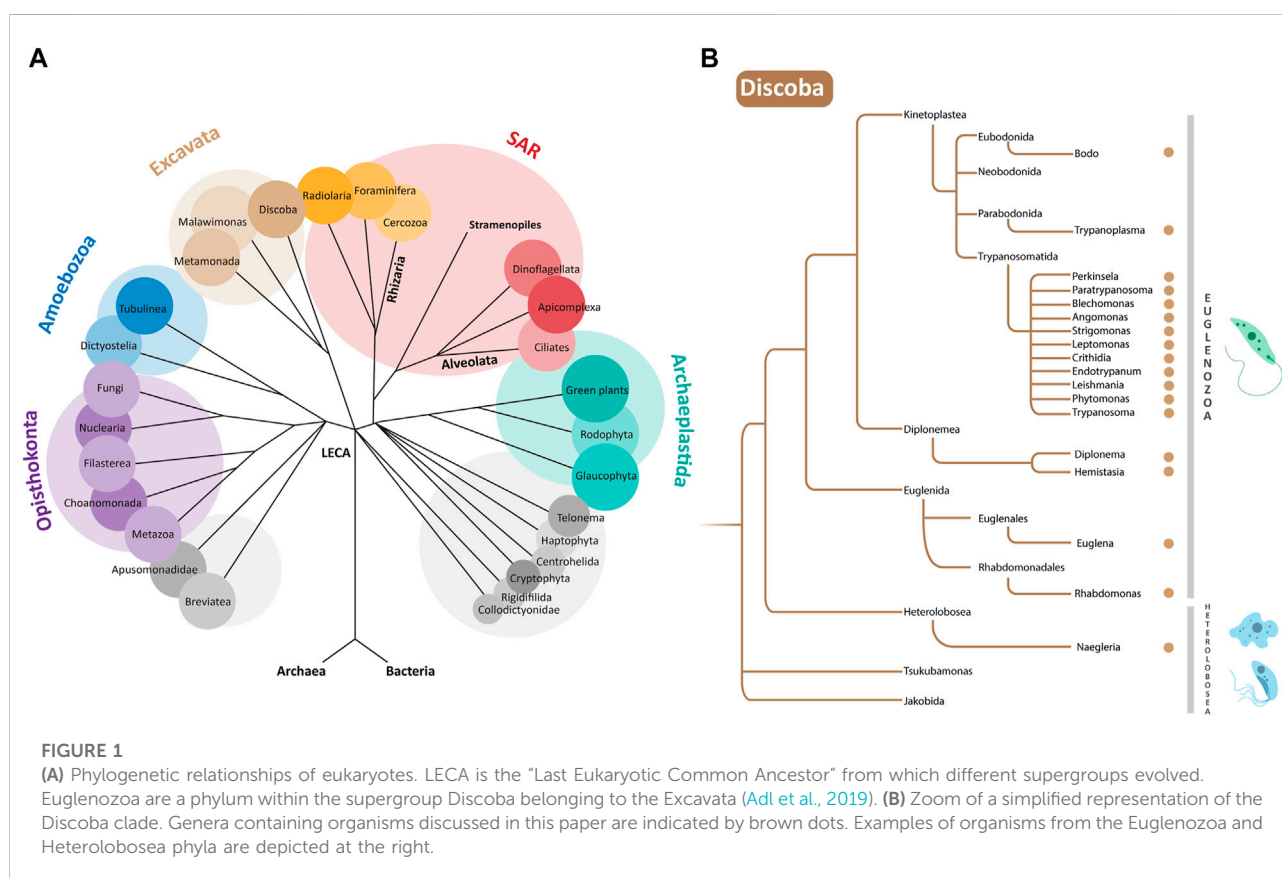 A
Excavata
SAR
Amoebozoa
Opisthokonta
Archaeplastida
Malawimonas
Metamonada
Discoba
Radiolaria
Foraminifera
Cercozoa
Rhizaria
Stramenopiles
Dinoflagellata
Apicomplexa
Ciliates
Alveolata
Tubulinea
Dictyostelia
Fungi
Nuclearia
Filasterea
Choanomonada
Metazoa
Apusomonadidae
Breviatea
LECA
Green plants
Rodophyta
Glaucophyta
Telonema
Haptophyta
Centrohelida
Cryptophyta
Rigidifilida
Collodictyonidae
Archaea
Bacteria
B
Discoba
Kinetoplastea
Eubodonida
Bodo
Neobodonida
Parabodonida
Trypanoplasma
Trypanosomatida
Perkinsela
Paratrypanosoma
Blechomonas
Angomonas
Strigomonas
Leptomonas
Crithidia
Endotrypanum
Leishmania
Phytomonas
Trypanosoma
Diplonemea
Diplonema
Hemistasia
Euglenida
Euglenales
Euglena
Rhabdomonadales
Rhabdomonas
Heterolobosea
Naegleria
Tsukubamonas
Jakobida
EUGLENOZOA
HETEROLOBOSEA
FIGURE 1
(A) Phylogenetic relationships of eukaryotes. LECA is the “Last Eukaryotic Common Ancestor” from which different supergroups evolved.
Euglenozoa are a phylum within the supergroup Discoba belonging to the Excavata (Adl et al., 2019). (B) Zoom of a simplified representation of the
Discoba clade. Genera containing organisms discussed in this paper are indicated by brown dots. Examples of organisms from the Euglenozoa and
Heterolobosea phyla are depicted at the right.